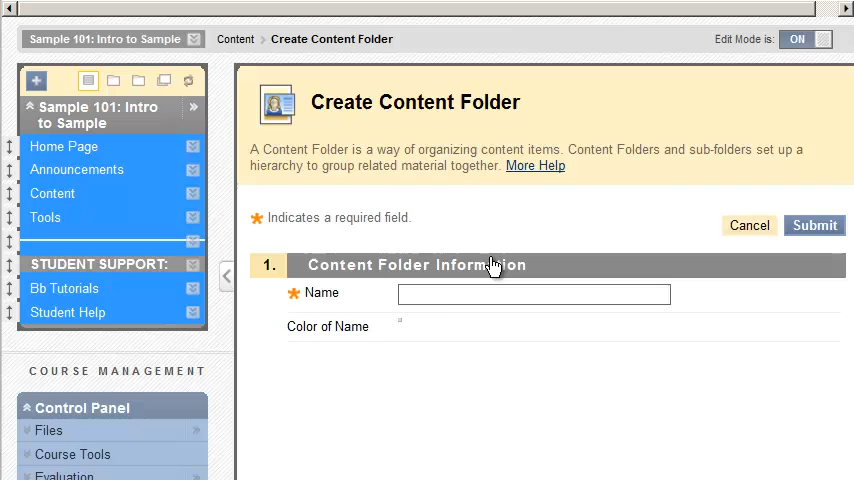 Sample 101: Intro to Sample
Content
Create Content Folder
Edit Mode is:
ON
Sample 101: Intro
to Sample
Home Page
Announcements
Content
Tools
STUDENT SUPPORT:
Bb Tutorials
Student Help
COURSE MANAGEMENT
Control Panel
Files
Course Tools
Evaluation
Create Content Folder
A Content Folder is a way of organizing content items. Content Folders and sub-folders set up a
hierarchy to group related material together. More Help
Indicates a required field.
Cancel
Submit
1. Content Folder Information
Name
Color of Name